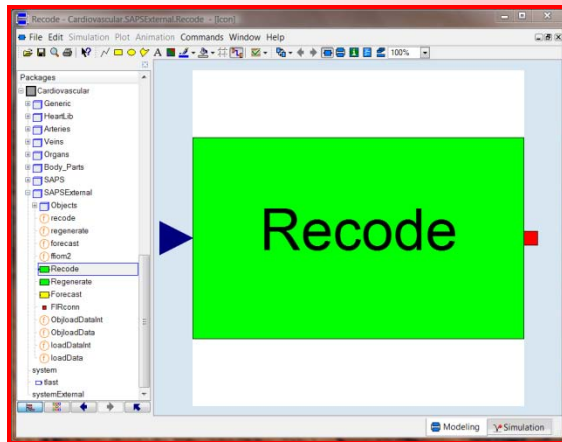 Recode - Cardiovascular.SAPSExternal.Recode - [Icon]
File Edit Simulation Plot Animation Commands Window Help
A 100%
Packages
Cardiovascular
Generic
HeartLib
Arteries
Veins
Organs
Body_Parts
SAPS
SAPSExternal
Objects
f recode
f regenerate
f forecast
f ffiom2
Recode
Regenerate
Forecast
FIRconn
f ObjloadDataInt
f ObjloadData
f loadDataInt
f loadData
system
tlast
systemExternal
Recode
Modeling Simulation